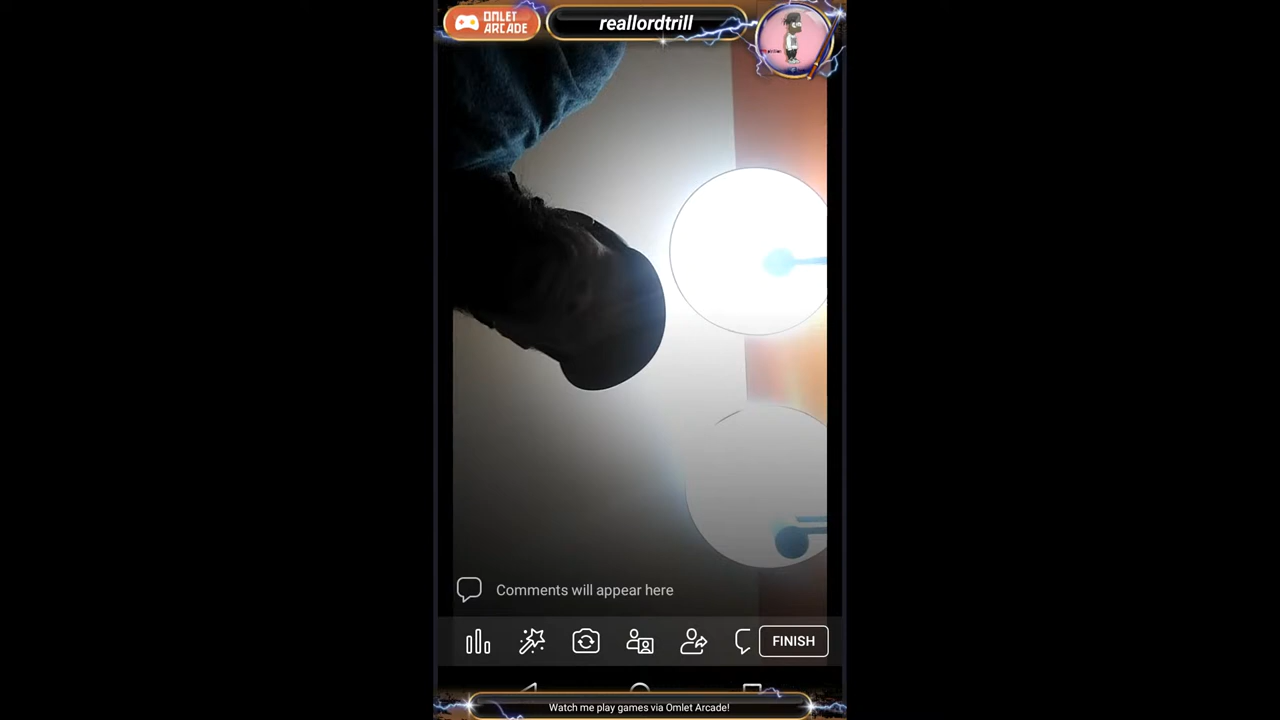 OMLET
ARCADE
reallordtrill
Comments will appear here
FINISH
Watch me play games via Omlet Arcade!